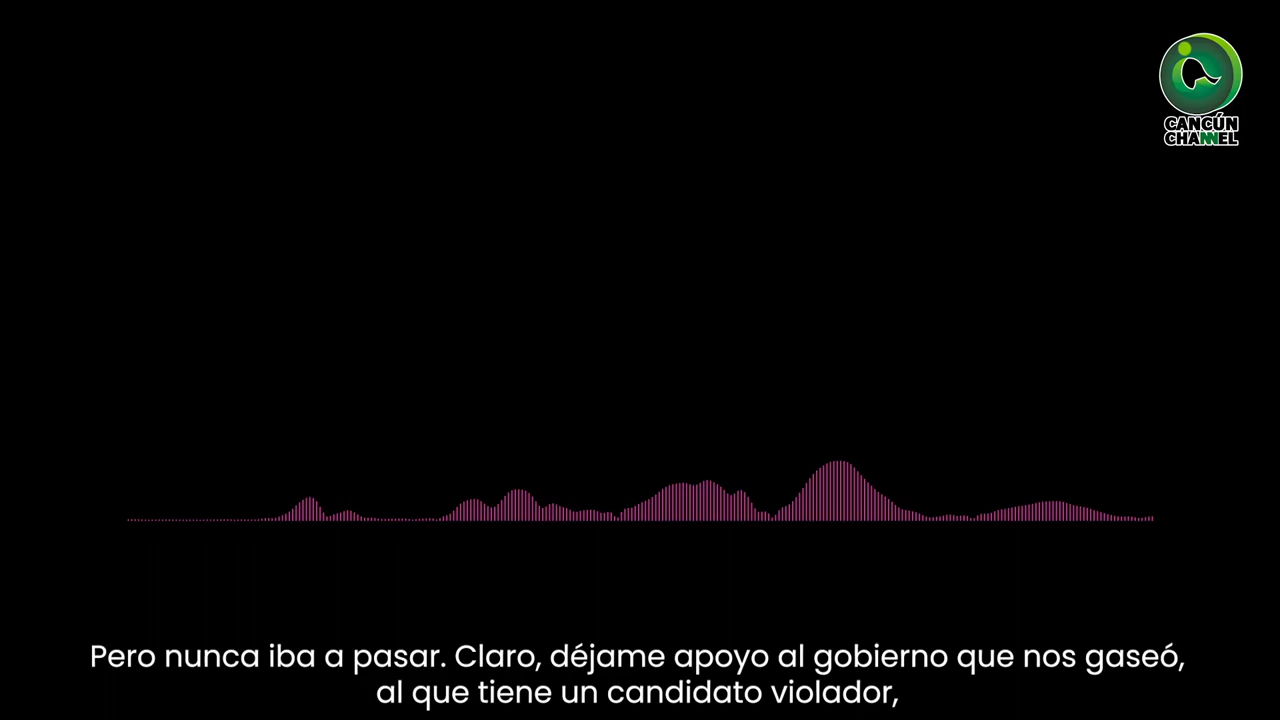 CANCÚN
CHANNEL
Pero nunca iba a pasar. Claro, déjame apoyo al gobierno que nos gaseó,
al que tiene un candidato violador,